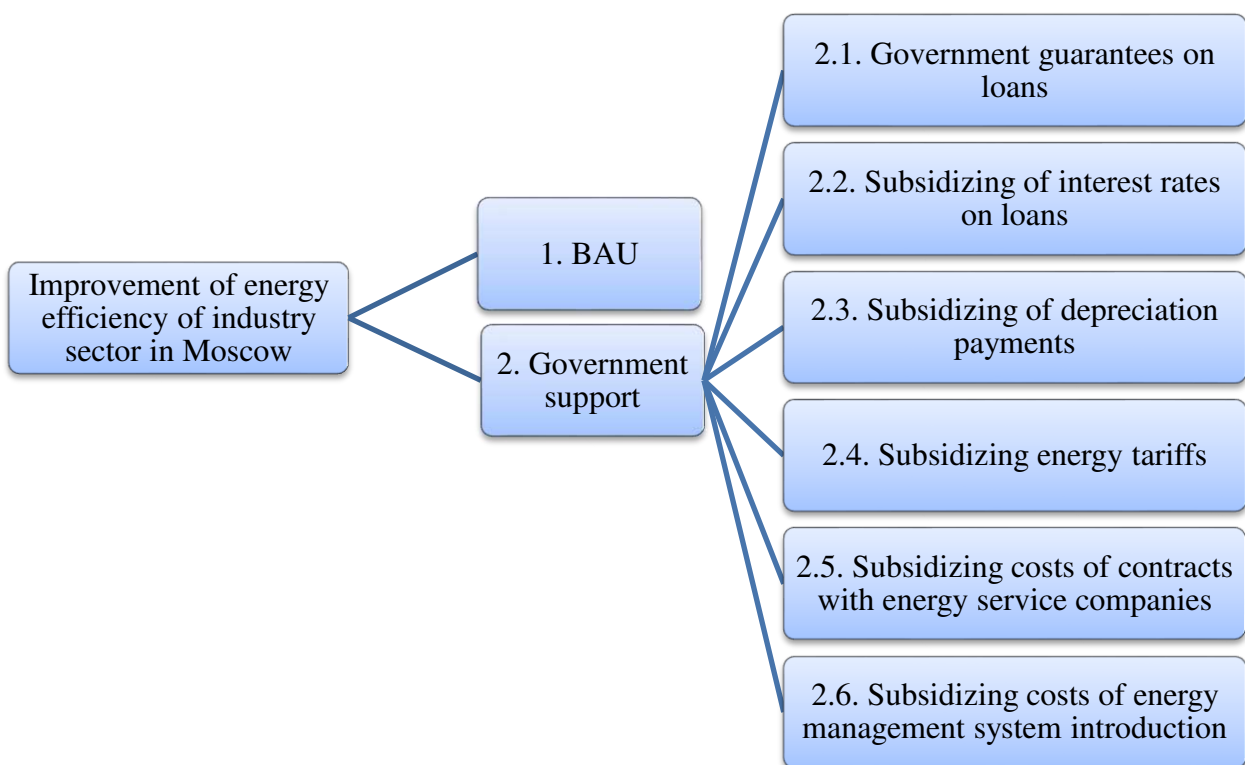 Improvement of energy
efficiency of industry
sector in Moscow
1. BAU
2. Government
support
2.1. Government guarantees on
loans
2.2. Subsidizing of interest rates
on loans
2.3. Subsidizing of depreciation
payments
2.4. Subsidizing energy tariffs
2.5. Subsidizing costs of contracts
with energy service companies
2.6. Subsidizing costs of energy
management system introduction